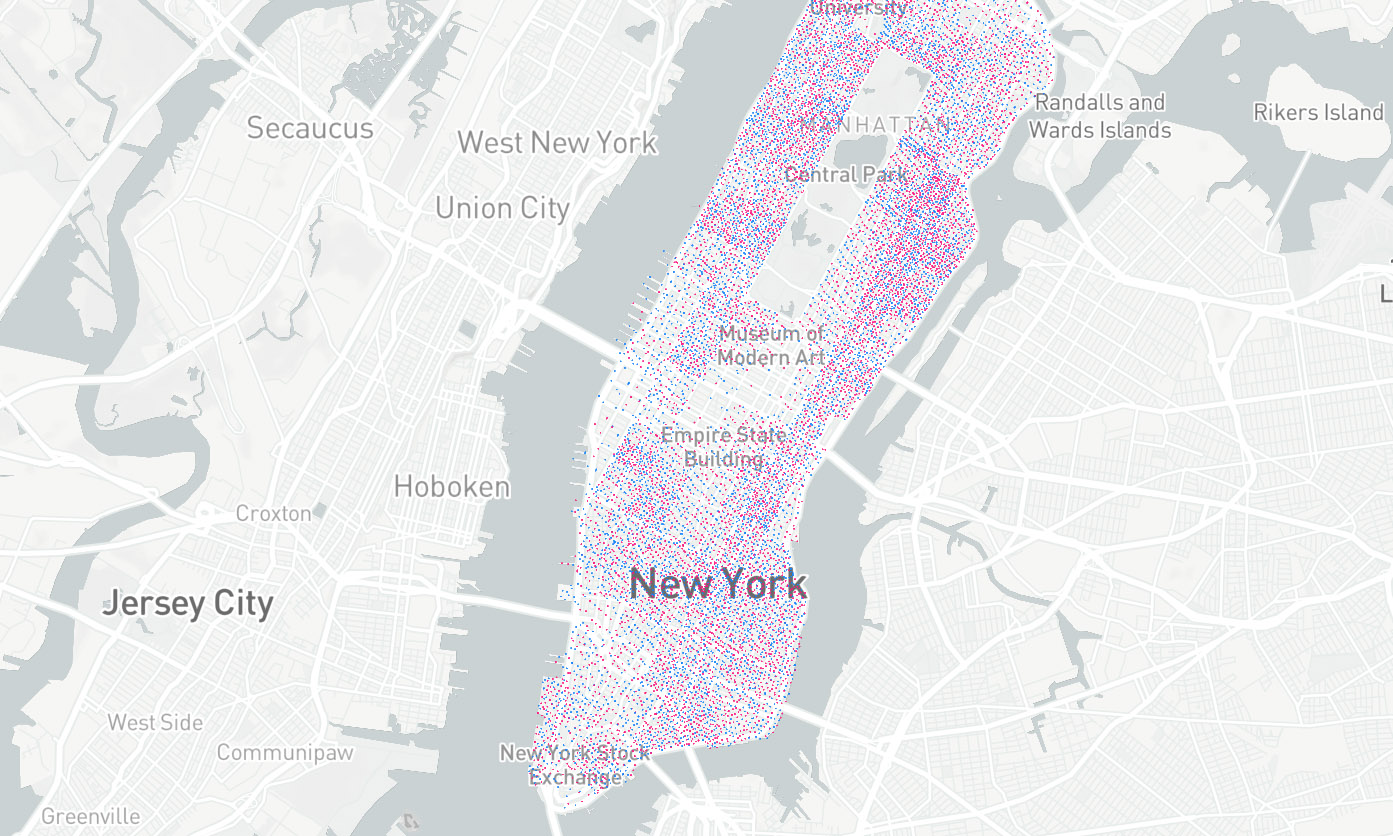 University
Randalls and
Wards Islands
Rikers Island
MANHATTAN
Secaucus
West New York
Central Park
Union City
L
Museum of
Modern Art
Empire State
Building
Hoboken
Croxton
New York
Jersey City
West Side
Communipaw
New York Stock
Exchange
Greenville